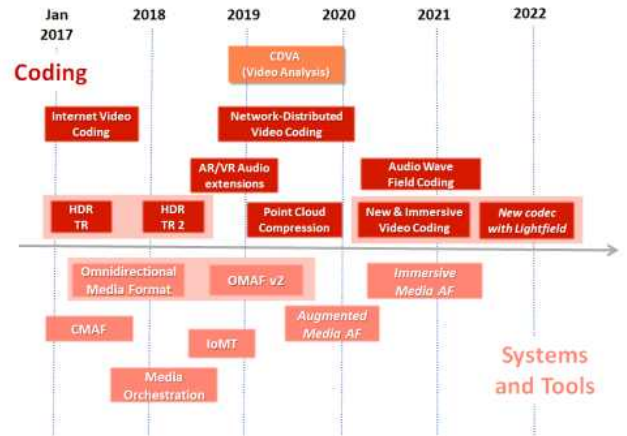 Jan
2017
2018
2019
2020
2021
2022
CDVA
(Video Analysis)
Coding
Internet Video
Coding
Network-Distributed
Video Coding
AR/VR Audio
extensions
Audio Wave
Field Coding
HDR
TR
HDR
TR 2
Point Cloud
Compression
New & Immersive
Video Coding
New codec
with Lightfield
Omnidirectional
Media Format
OMAF v2
Immersive
Media AF
CMAF
IoMT
Augmented
Media AF
Media
Orchestration
Systems
and Tools